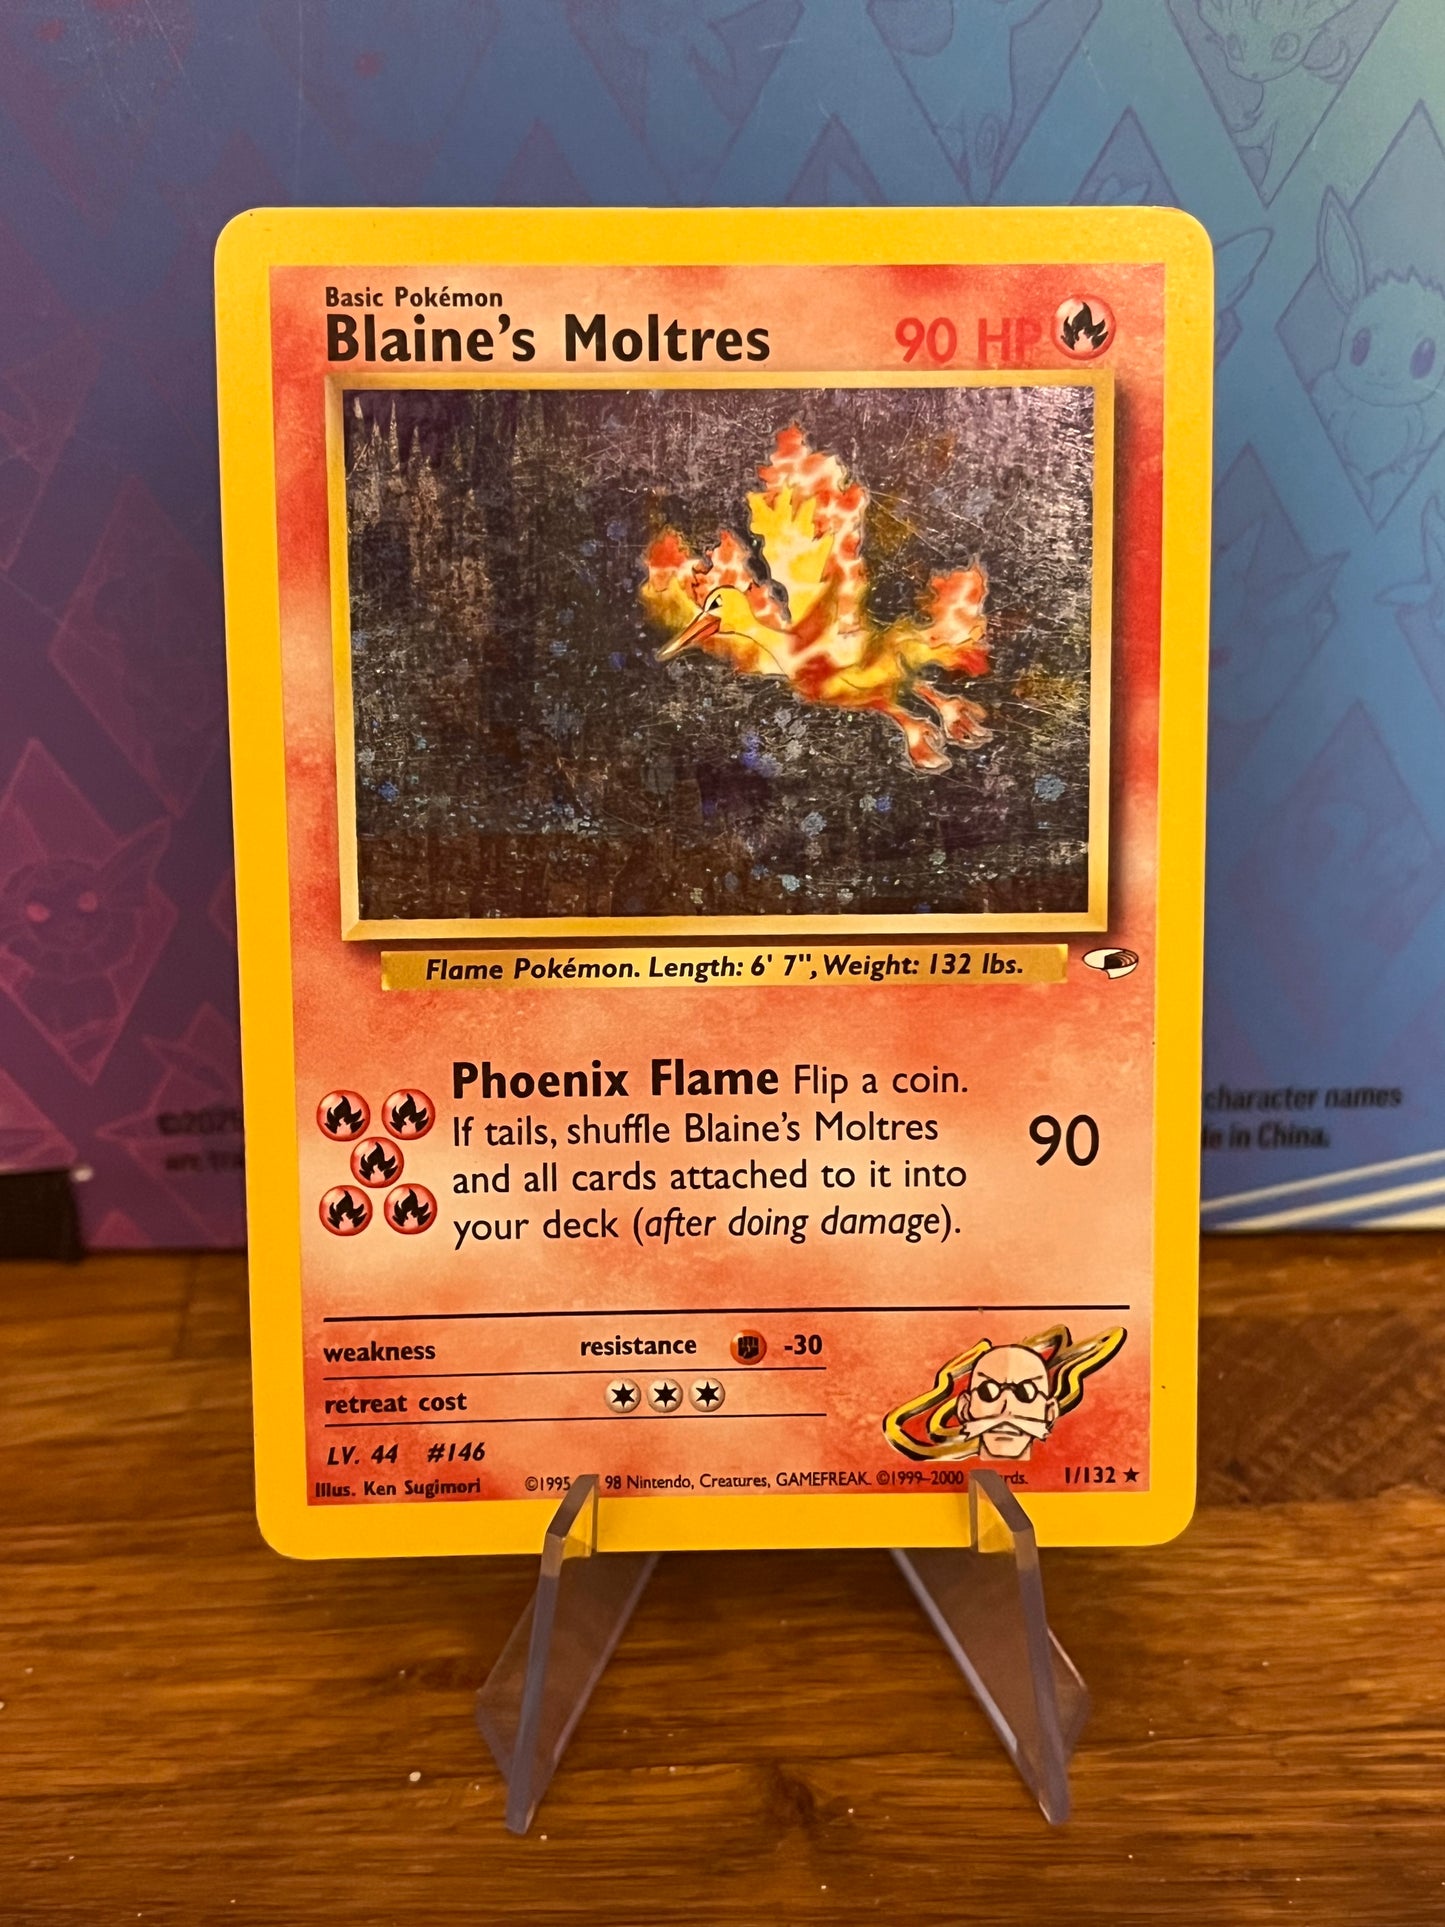 Basic Pokémon
Blaine's Moltres 90 HP
Flame Pokémon. Length: 6' 7", Weight: 132 lbs.
Phoenix Flame Flip a coin.
If tails, shuffle Blaine's Moltres
and all cards attached to it into
your deck (after doing damage).
90
weakness resistance -30
retreat cost
LV. 44 #146
Illus. Ken Sugimori ©1995, 98 Nintendo, Creatures, GAMEFREAK. ©1999-2000 1/132 ★
character names
in China.